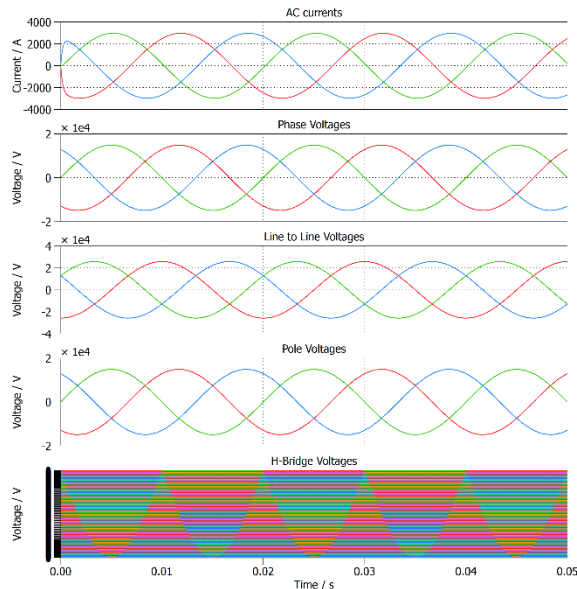 AC currents
Current / A
4000
2000
0
-2000
-4000
Phase Voltages
× 1e4
Voltage / V
2
0
-2
Line to Line Voltages
× 1e4
Voltage / V
4
2
0
-2
-4
Pole Voltages
× 1e4
Voltage / V
2
0
-2
H-Bridge Voltages
Voltage / V
0.00 0.01 0.02 0.03 0.04 0.05
Time / s